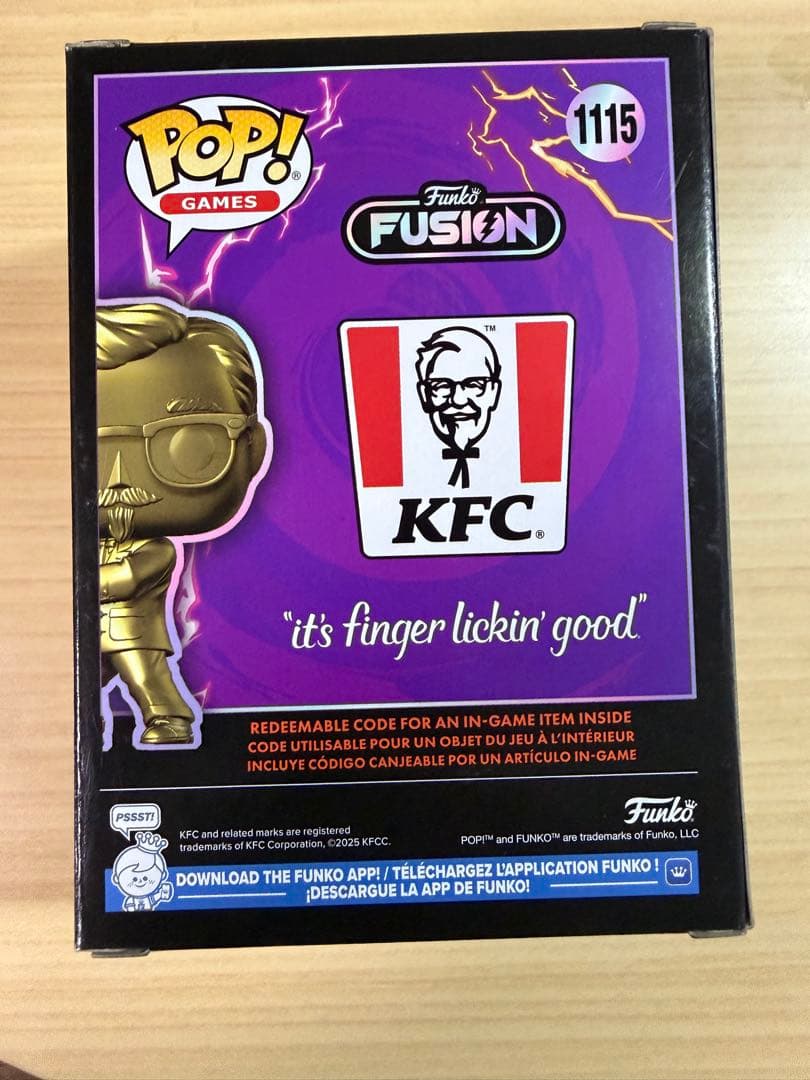 POP!®
GAMES
1115
Funko
FUSION
TM
KFC®
"it's finger lickin' good"
REDEEMABLE CODE FOR AN IN-GAME ITEM INSIDE
CODE UTILISABLE POUR UN OBJET DU JEU À L'INTÉRIEUR
INCLUYE CÓDIGO CANJEABLE POR UN ARTÍCULO IN-GAME
PSSST!
KFC and related marks are registered
trademarks of KFC Corporation, ©2025 KFCC.
Funko
POP!™ and FUNKO™ are trademarks of Funko, LLC
DOWNLOAD THE FUNKO APP! / TÉLÉCHARGEZ L'APPLICATION FUNKO !
¡DESCARGUE LA APP DE FUNKO!